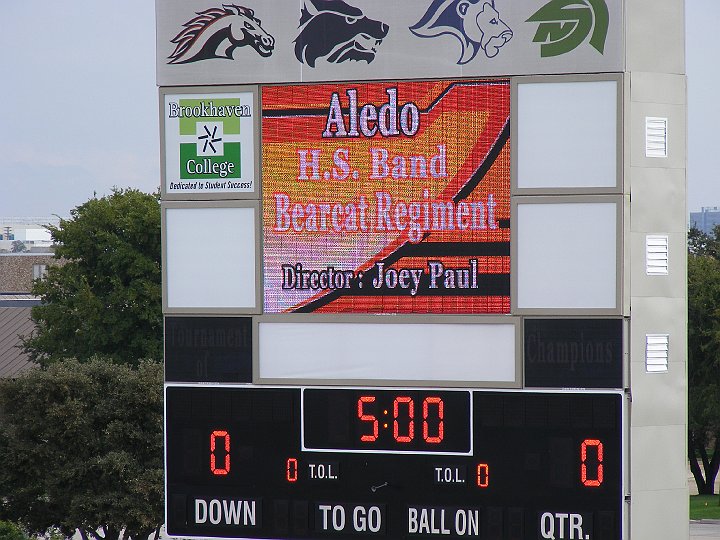 Brookhaven
College
Dedicated to Student Success!
Aledo
H.S. Band
Bearcat Regiment
Director: Joey Paul
Tournament
of
Champions
5:00
0
0
T.O.L.
T.O.L.
0
0
DOWN
TO GO
BALL ON
QTR.